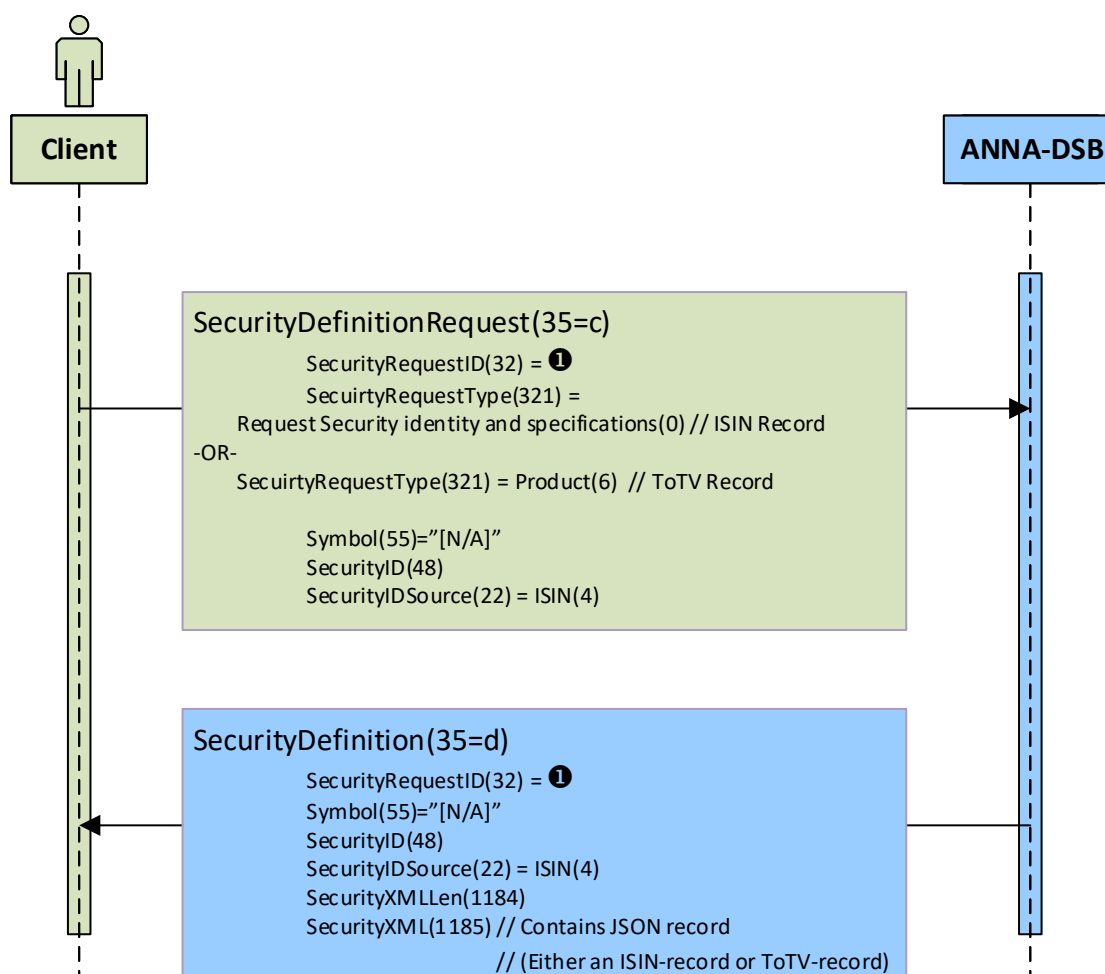 Client
ANNA-DSB
SecurityDefinitionRequest(35=c)
SecurityRequestID(32) = ❶
SecuirtyRequestType(321) =
Request Security identity and specifications(0) // ISIN Record
-OR-
SecuirtyRequestType(321) = Product(6) // ToTV Record
Symbol(55)=”[N/A]”
SecurityID(48)
SecurityIDSource(22) = ISIN(4)
SecurityDefinition(35=d)
SecurityRequestID(32) = ❶
Symbol(55)=”[N/A]”
SecurityID(48)
SecurityIDSource(22) = ISIN(4)
SecurityXMLLen(1184)
SecurityXML(1185) // Contains JSON record
// (Either an ISIN-record or ToTV-record)